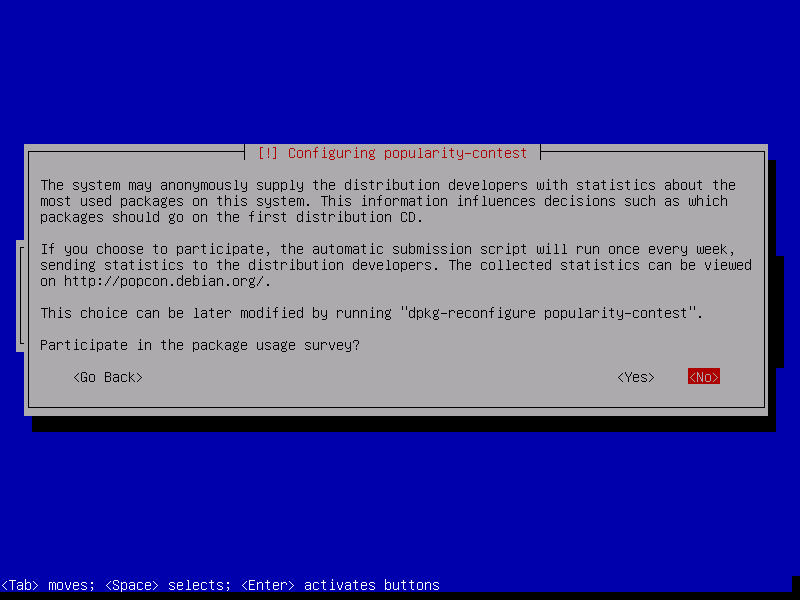 [!] Configuring popularity-contest
The system may anonymously supply the distribution developers with statistics about the
most used packages on this system. This information influences decisions such as which
packages should go on the first distribution CD.
If you choose to participate, the automatic submission script will run once every week,
sending statistics to the distribution developers. The collected statistics can be viewed
on http://popcon.debian.org/.
This choice can be later modified by running "dpkg-reconfigure popularity-contest".
Participate in the package usage survey?
<Go Back> <Yes> <No>
<Tab> moves; <Space> selects; <Enter> activates buttons